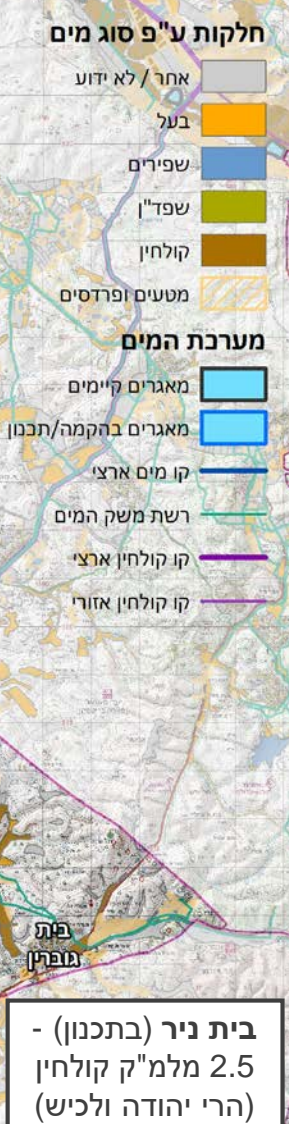 חלקות ע"פ סוג מים
אחר / לא ידוע
בעל
שפירים
שפד"ן
קולחין
מטעים ופרדסים
מערכת המים
מאגרים קיימים
מאגרים בהקמה/תכנון
קו מים ארצי
רשת משק המים
קו קולחין ארצי
קו קולחין אזורי
בית
גוברין
בית ניר (בתכנון) -
2.5 מלמ"ק קולחין
(הרי יהודה ולכיש)